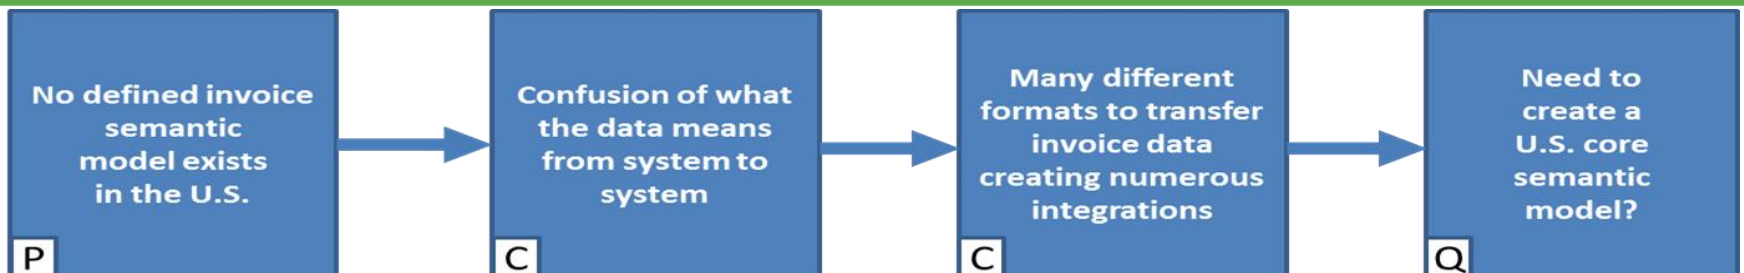 No defined invoice
semantic
model exists
in the U.S.
P
Confusion of what
the data means
from system to
system
C
Many different
formats to transfer
invoice data
creating numerous
integrations
C
Need to
create a
U.S. core
semantic
model?
Q